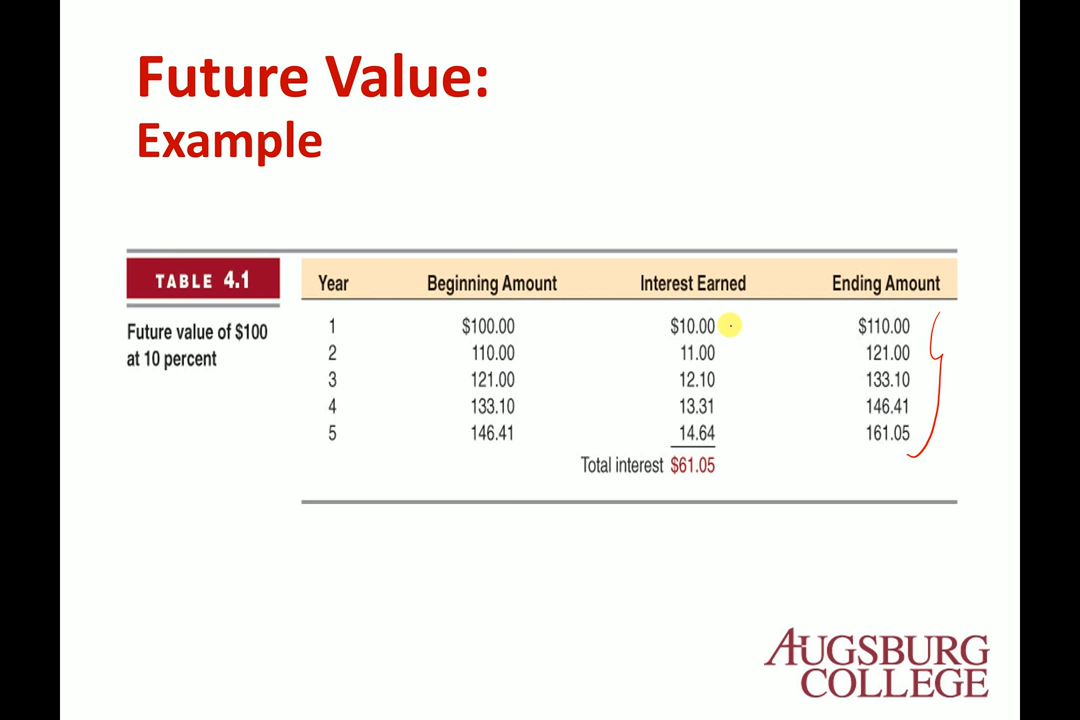 Future Value:
Example
TABLE 4.1
Future value of $100
at 10 percent
Year Beginning Amount Interest Earned Ending Amount
1 $100.00 $10.00 $110.00
2 110.00 11.00 121.00
3 121.00 12.10 133.10
4 133.10 13.31 146.41
5 146.41 14.64 161.05
Total interest $61.05
AUGSBURG
COLLEGE